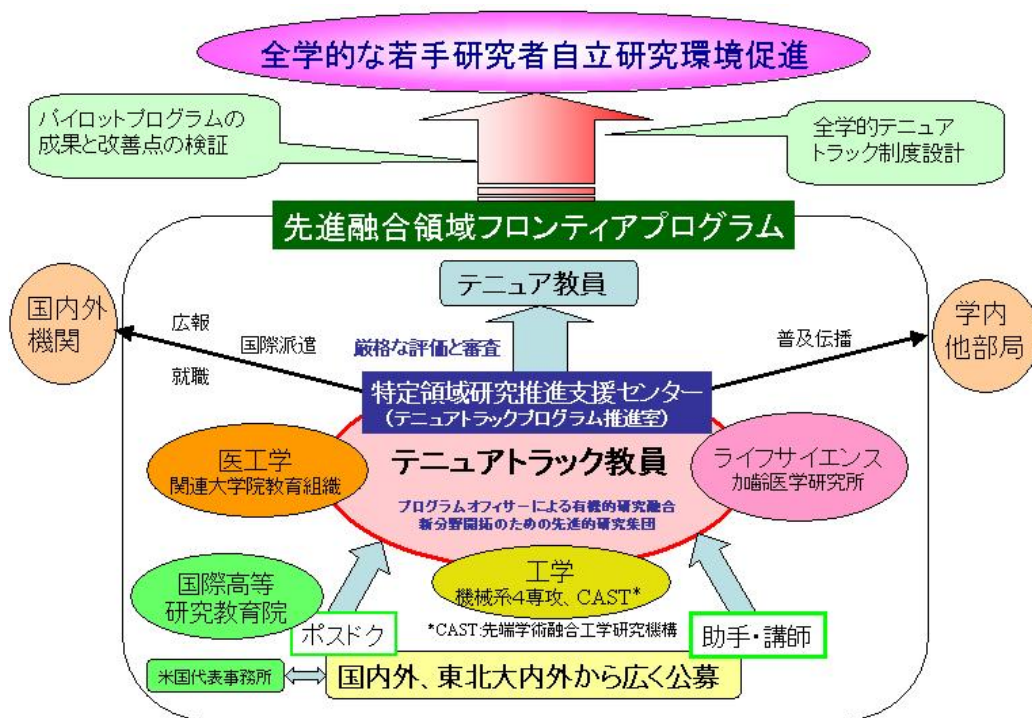 全学的な若手研究者自立研究環境促進
パイロットプログラムの
成果と改善点の検証
全学的テニュア
トラック制度設計
先進融合領域フロンティアプログラム
テニュア教員
国内外
機関
広報
国際派遣
就職
厳格な評価と審査
普及伝播
学内
他部局
特定領域研究推進支援センター
(テニュアトラックプログラム推進室)
テニュアトラック教員
医工学
関連大学院教育組織
ライフサイエンス
加齢医学研究所
プログラムオフィサーによる有機的研究融合
新分野開拓のための先進的研究集団
工学
機械系4専攻、CAST*
国際高等
研究教育院
ポスドク
*CAST:先端学術融合工学研究機構
助手・講師
米国代表事務所
国内外、東北大内外から広く公募